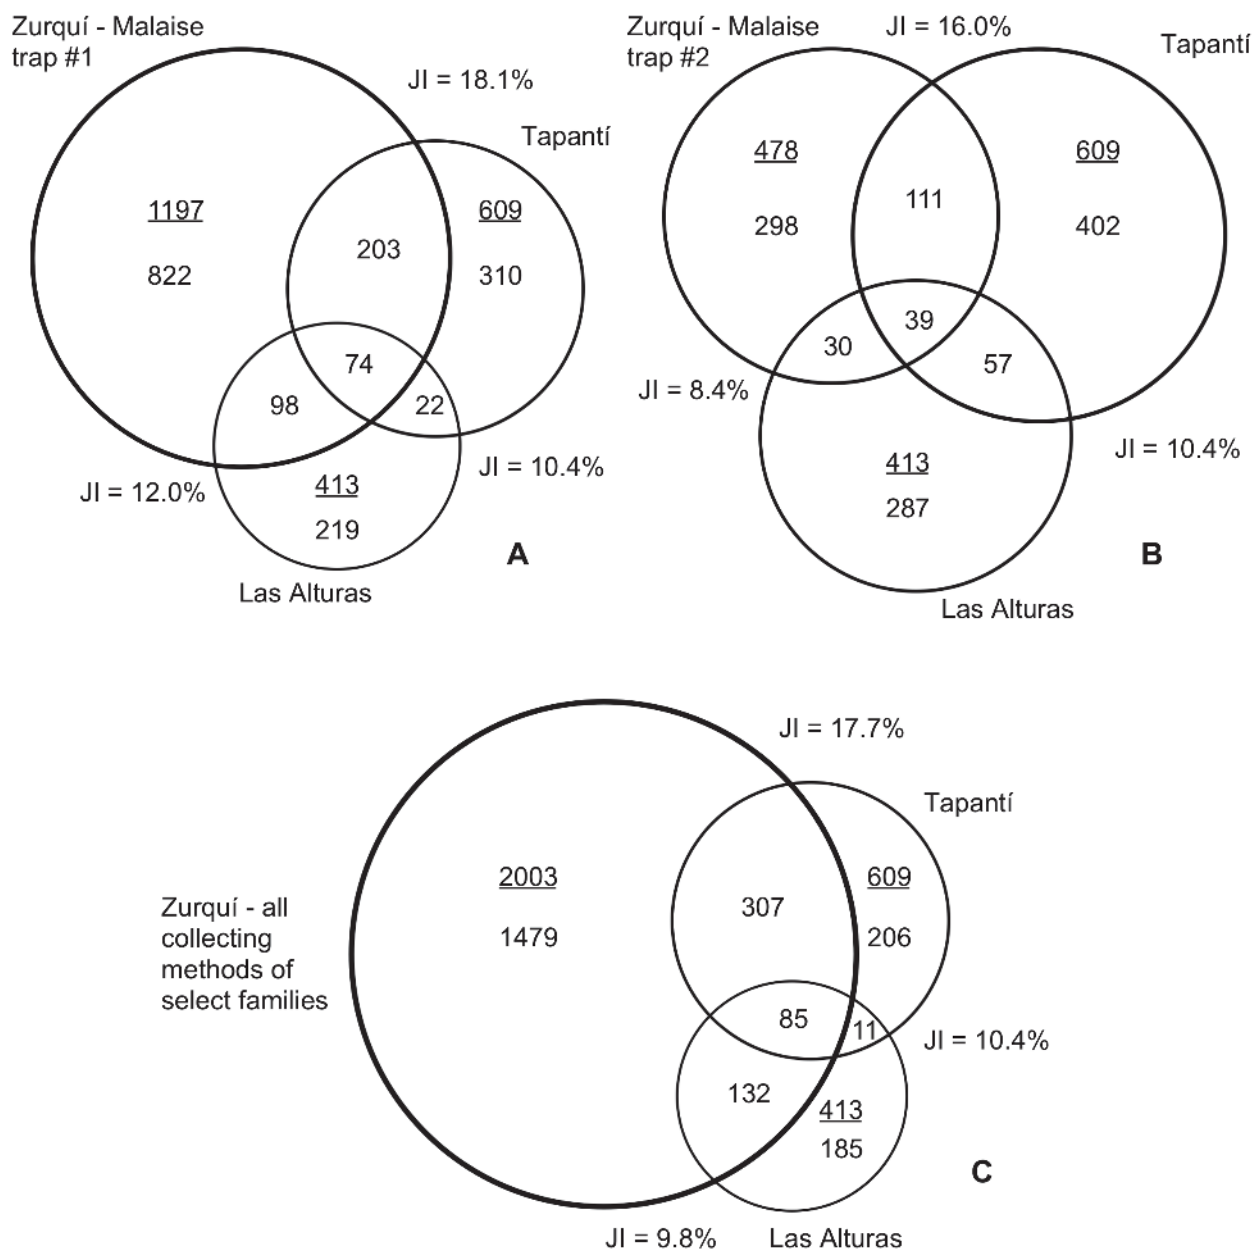 Zurquí - Malaise
trap #1
JI = 18.1%
Tapantí
1197
822
203
609
310
74
98
22
JI = 12.0%
413
219
JI = 10.4%
A
Las Alturas
Zurquí - Malaise
trap #2
JI = 16.0%
Tapantí
478
298
111
609
402
39
30
57
JI = 8.4%
JI = 10.4%
413
287
B
Las Alturas
JI = 17.7%
Tapantí
Zurquí - all
collecting
methods of
select families
2003
1479
307
609
206
85
11
JI = 10.4%
132
413
185
C
JI = 9.8%
Las Alturas